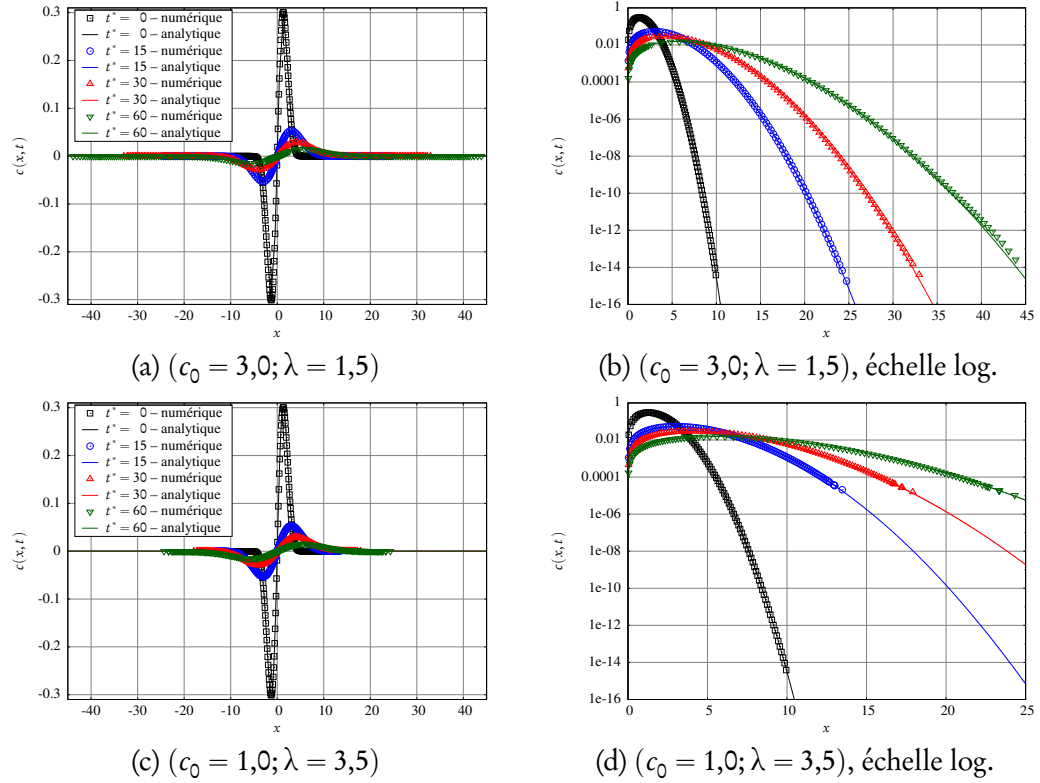 t* = 0 – numérique
t* = 0 – analytique
t* = 15 – numérique
t* = 15 – analytique
t* = 30 – numérique
t* = 30 – analytique
t* = 60 – numérique
t* = 60 – analytique
0.3
0.2
0.1
0
-0.1
-0.2
-0.3
c(x,t)
-40 -30 -20 -10 0 10 20 30 40
x
(a) (c₀ = 3,0; λ = 1,5)
1
0.01
0.0001
1e-06
1e-08
1e-10
1e-12
1e-14
1e-16
c(x,t)
0 5 10 15 20 25 30 35 40 45
x
(b) (c₀ = 3,0; λ = 1,5), échelle log.
t* = 0 – numérique
t* = 0 – analytique
t* = 15 – numérique
t* = 15 – analytique
t* = 30 – numérique
t* = 30 – analytique
t* = 60 – numérique
t* = 60 – analytique
0.3
0.2
0.1
0
-0.1
-0.2
-0.3
c(x,t)
-40 -30 -20 -10 0 10 20 30 40
x
(c) (c₀ = 1,0; λ = 3,5)
1
0.01
0.0001
1e-06
1e-08
1e-10
1e-12
1e-14
1e-16
c(x,t)
0 5 10 15 20 25
x
(d) (c₀ = 1,0; λ = 3,5), échelle log.